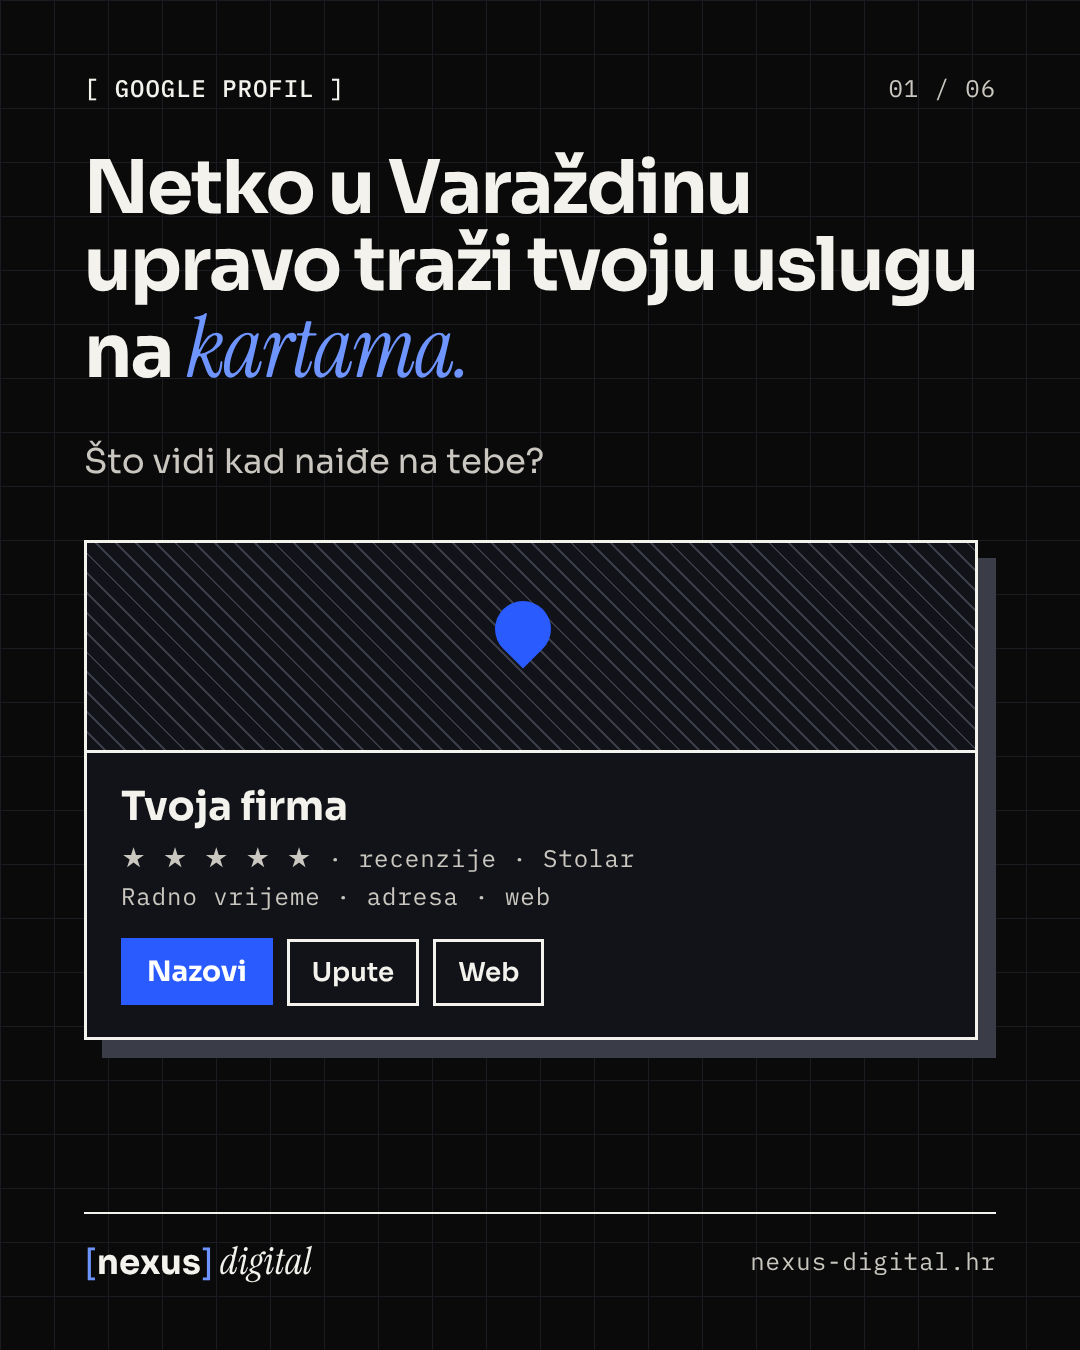 [ GOOGLE PROFIL ]
01 / 06
Netko u Varaždinu
upravo traži tvoju uslugu
na kartama.
Što vidi kad naiđe na tebe?
Tvoja firma
★ ★ ★ ★ ★ · recenzije · Stolar
Radno vrijeme · adresa · web
Nazovi
Upute
Web
[nexus] digital
nexus-digital.hr